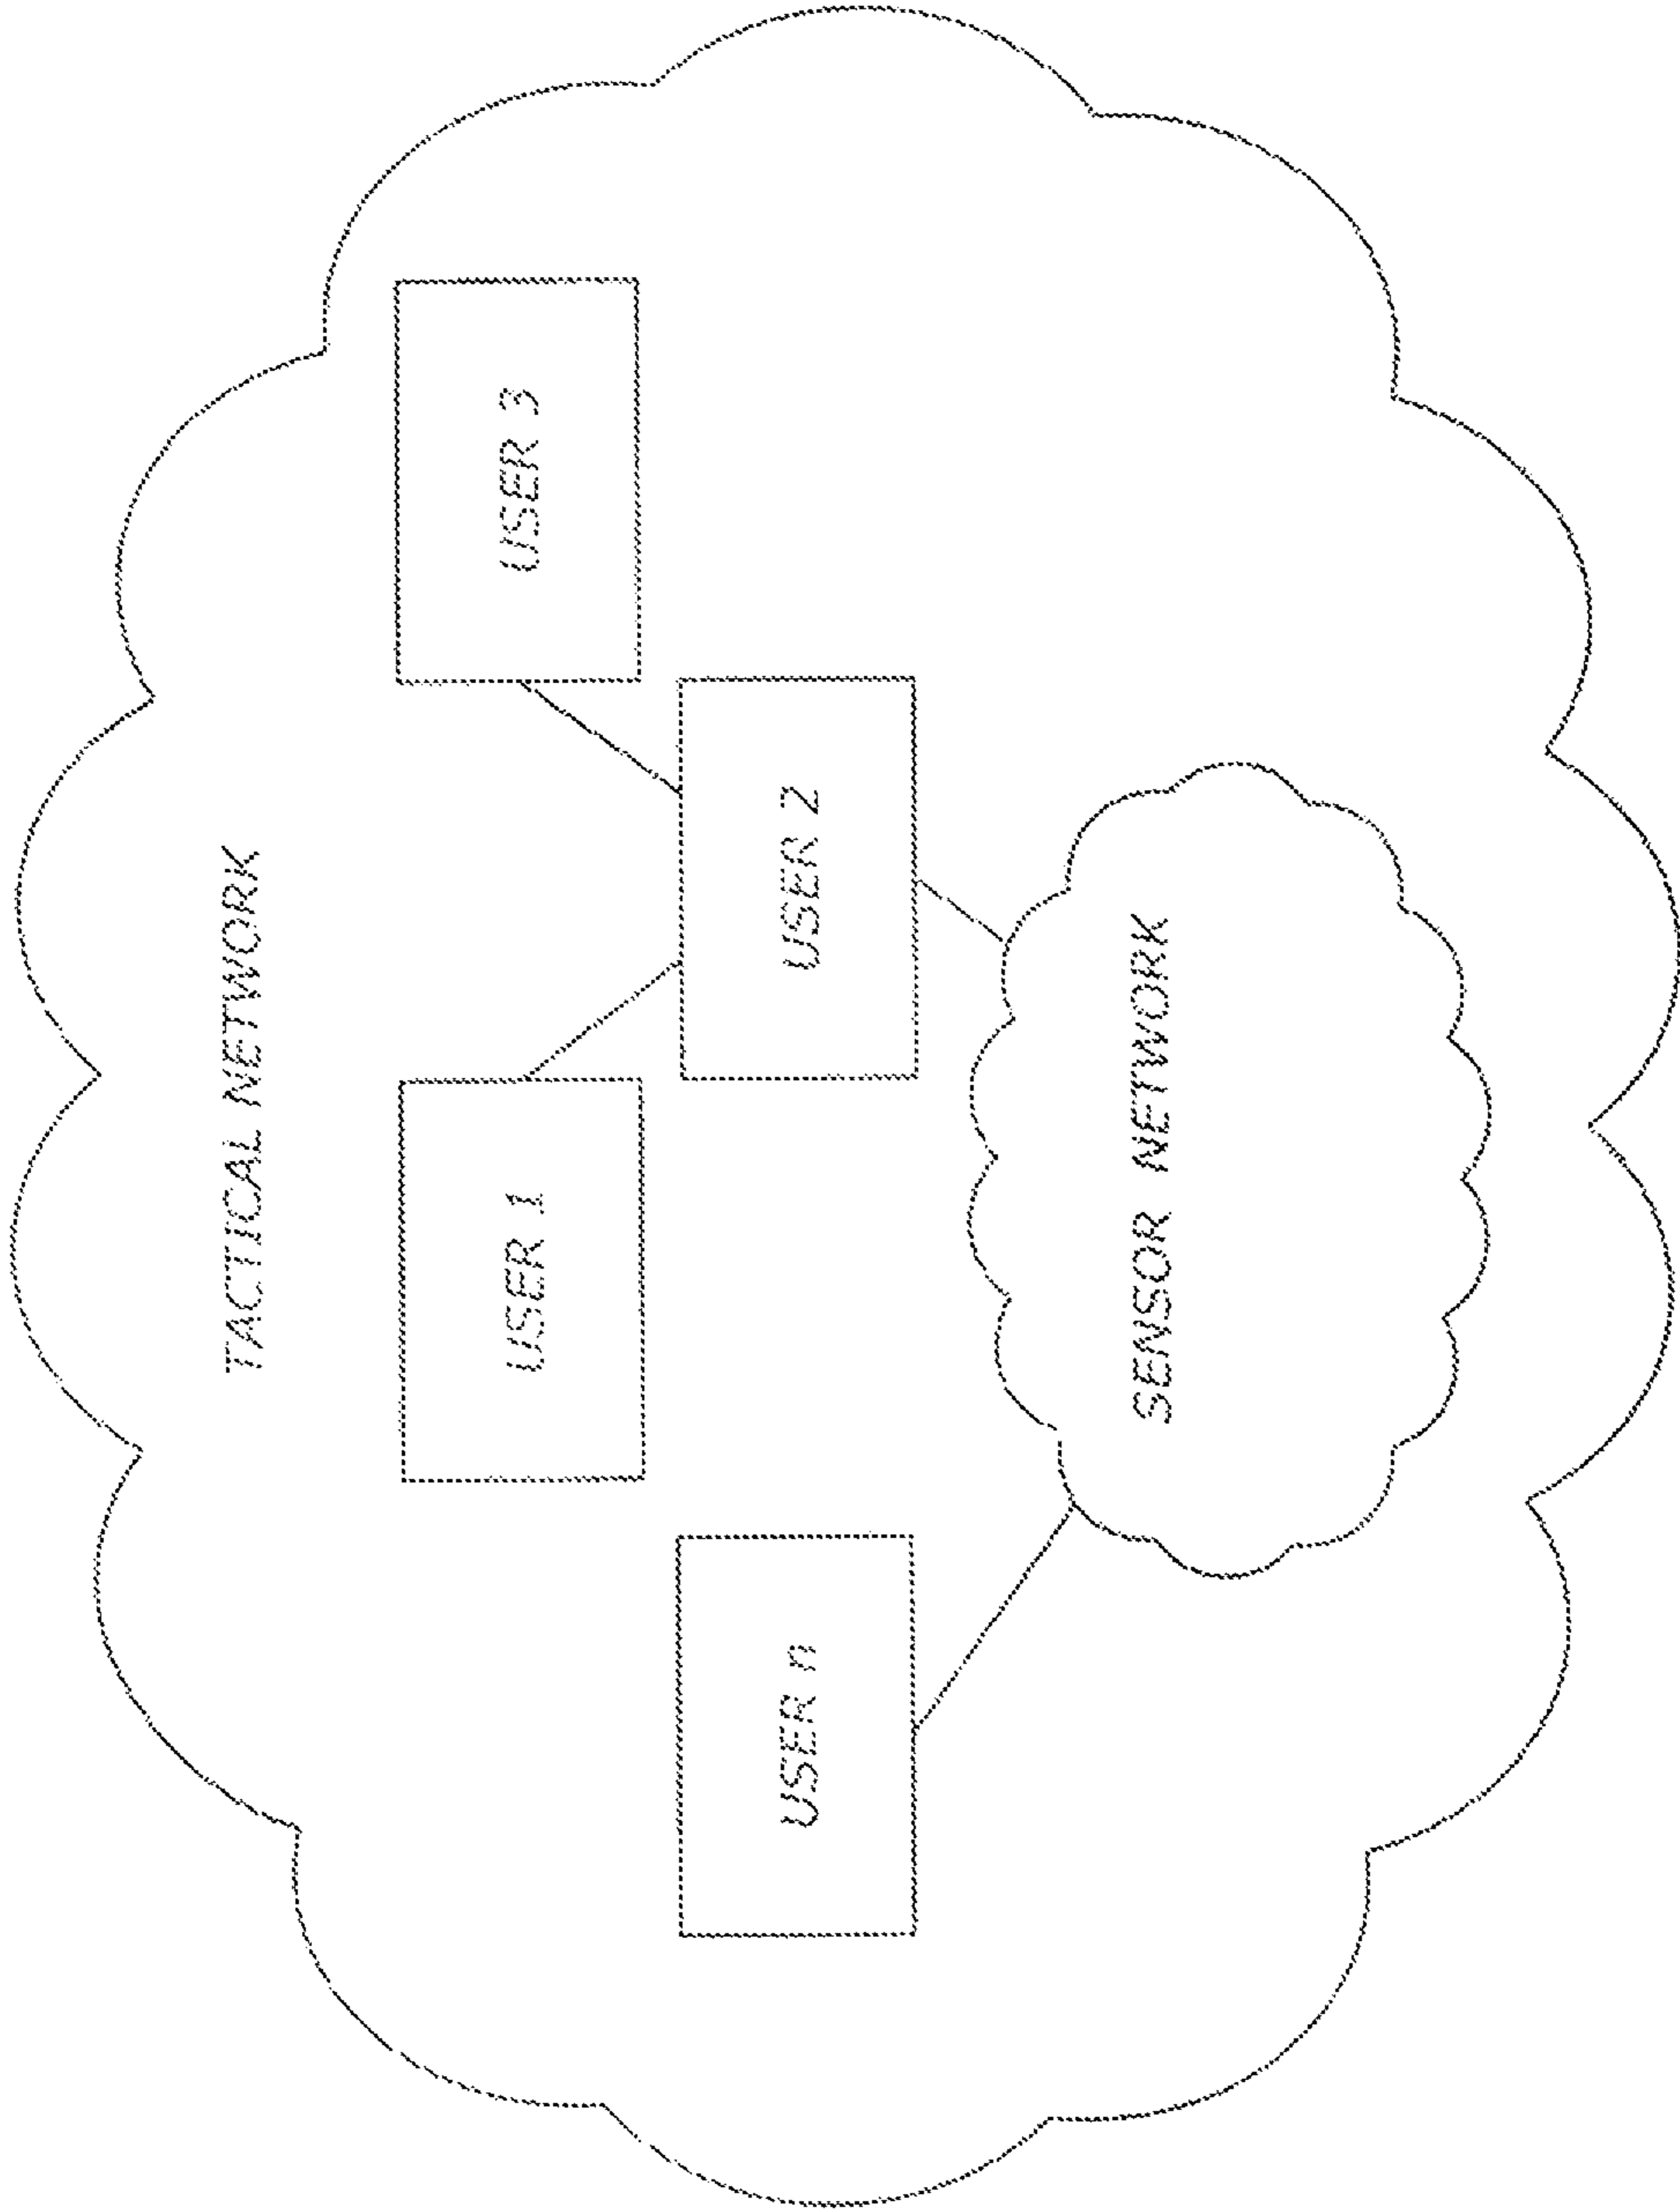 TACTICAL NETWORK
USER 1
USER 3
USER n
USER 2
SENSOR NETWORK